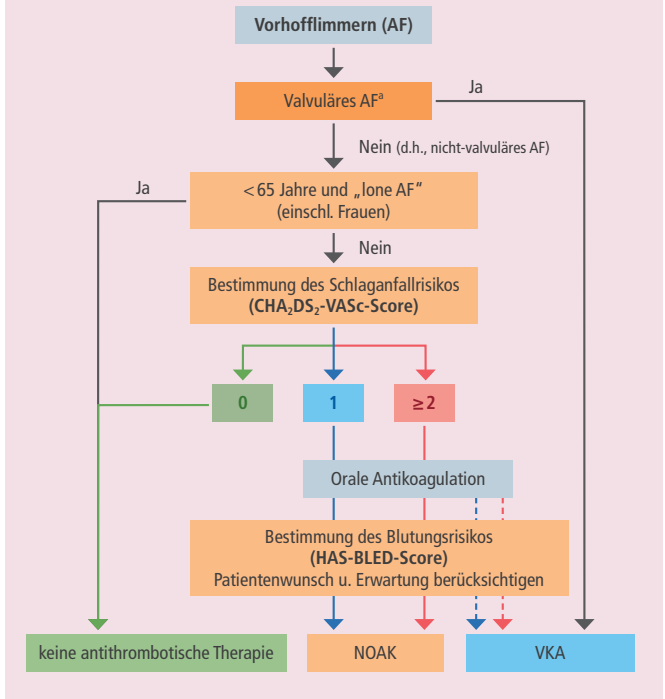 Vorhofflimmern (AF)
Valvuläres AFᵃ
Ja
Nein (d.h., nicht-valvuläres AF)
Ja
<65 Jahre und „lone AF"
(einschl. Frauen)
Nein
Bestimmung des Schlaganfallrisikos
(CHA₂DS₂-VASc-Score)
0
1
≥2
Orale Antikoagulation
Bestimmung des Blutungsrisikos
(HAS-BLED-Score)
Patientenwunsch u. Erwartung berücksichtigen
keine antithrombotische Therapie
NOAK
VKA